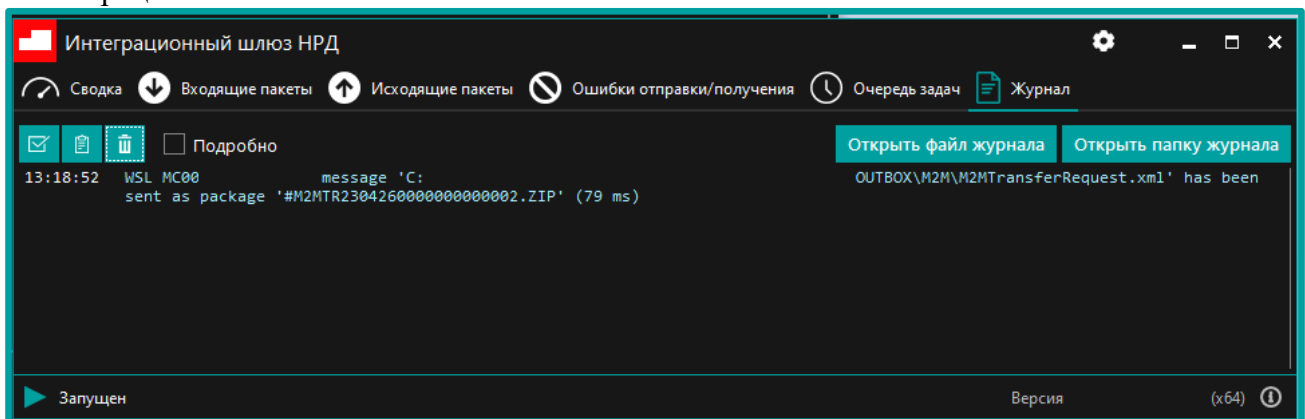 Интеграционный шлюз НРД
Сводка Входящие пакеты Исходящие пакеты Ошибки отправки/получения Очередь задач Журнал
Подробно Открыть файл журнала Открыть папку журнала
13:18:52 WSL MC00 message 'C: OUTBOX\M2M\M2MTransferRequest.xml' has been
sent as package '#M2MTR2304260000000000002.ZIP' (79 ms)
Запущен Версия (x64)